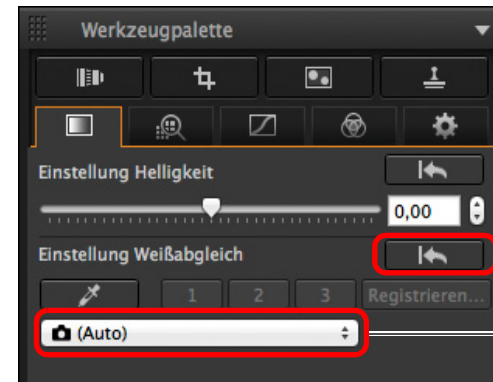 Werkzeugpalette
Einstellung Helligkeit
0,00
Einstellung Weißabgleich
1 2 3 Registrieren...
(Auto)